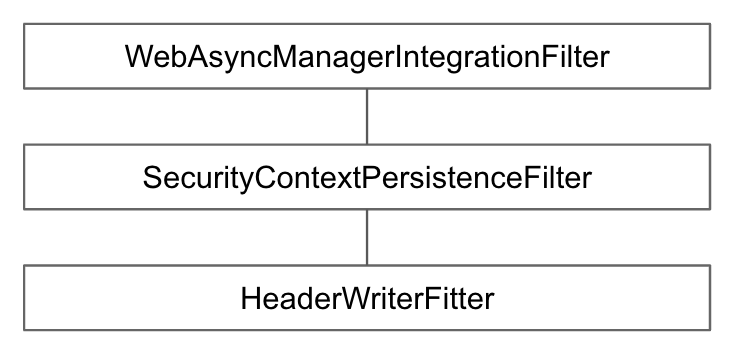 WebAsyncManagerIntegrationFilter
SecurityContextPersistenceFilter
HeaderWriterFitter